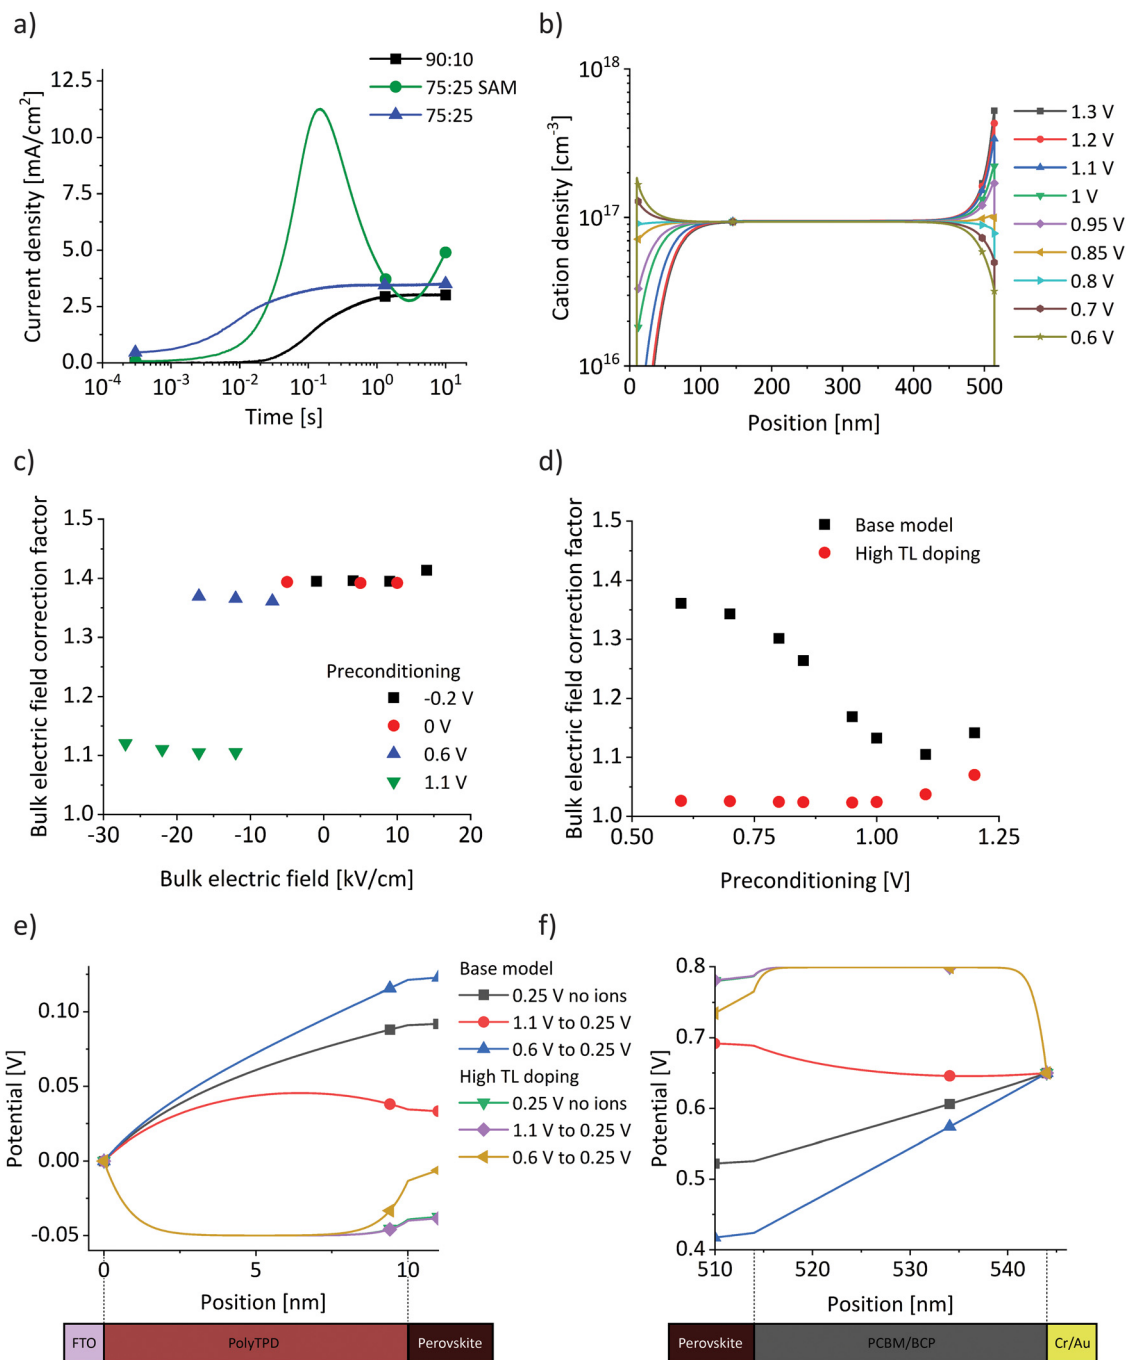 a)
90:10
75:25 SAM
75:25
12.5
10.0
7.5
5.0
2.5
0.0
Current density [mA/cm²]
10⁻⁴ 10⁻³ 10⁻² 10⁻¹ 10⁰ 10¹
Time [s]
b)
10¹⁸
10¹⁷
10¹⁶
Cation density [cm⁻³]
0 100 200 300 400 500
Position [nm]
1.3 V
1.2 V
1.1 V
1 V
0.95 V
0.85 V
0.8 V
0.7 V
0.6 V
c)
1.5
1.4
1.3
1.2
1.1
1.0
Bulk electric field correction factor
Preconditioning
-0.2 V
0 V
0.6 V
1.1 V
-30 -20 -10 0 10 20
Bulk electric field [kV/cm]
d)
1.5
1.4
1.3
1.2
1.1
1.0
Bulk electric field correction factor
Base model
High TL doping
0.50 0.75 1.00 1.25
Preconditioning [V]
e)
0.10
0.05
0.00
-0.05
Potential [V]
0 5 10
Position [nm]
Base model
0.25 V no ions
1.1 V to 0.25 V
0.6 V to 0.25 V
High TL doping
0.25 V no ions
1.1 V to 0.25 V
0.6 V to 0.25 V
FTO PolyTPD Perovskite
f)
0.8
0.7
0.6
0.5
0.4
Potential [V]
510 520 530 540
Position [nm]
Perovskite PCBM/BCP Cr/Au